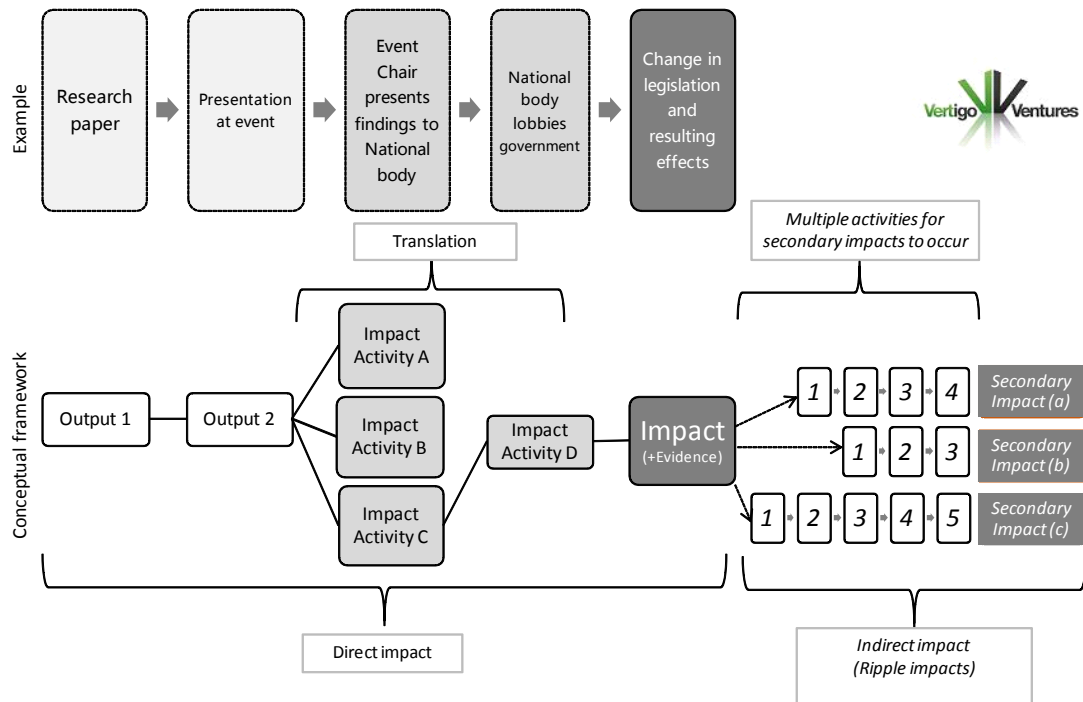 Example
Research
paper
Presentation
at event
Event
Chair
presents
findings to
National
body
National
body
lobbies
government
Change in
legislation
and
resulting
effects
Vertigo Ventures
Translation
Multiple activities for
secondary impacts to occur
Conceptual framework
Output 1
Output 2
Impact
Activity A
Impact
Activity B
Impact
Activity C
Impact
Activity D
Impact
(+Evidence)
1 2 3 4
Secondary
Impact (a)
1 2 3
Secondary
Impact (b)
1 2 3 4 5
Secondary
Impact (c)
Direct impact
Indirect impact
(Ripple impacts)